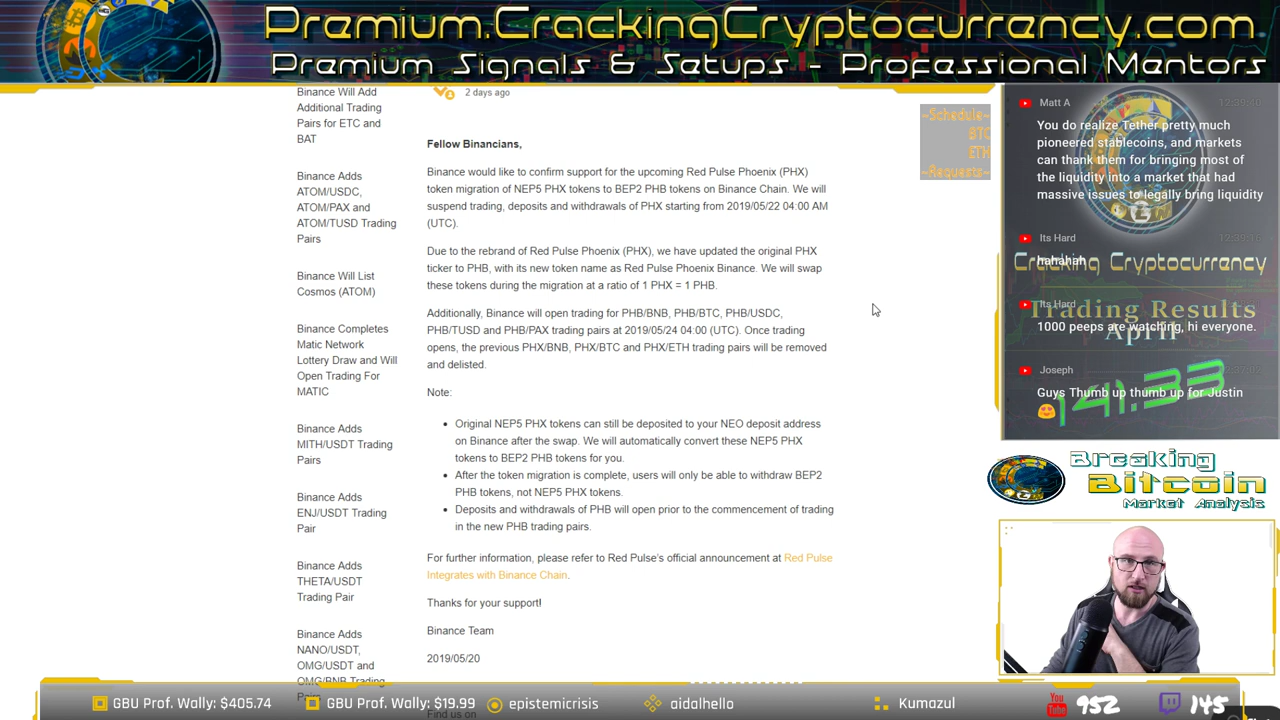 Premium.CrackingCryptocurrency.com
Premium Signals & Setups - Professional Mentors
Binance Will Add
Additional Trading
Pairs for ETC and
BAT
Binance Adds
ATOM/USDC,
ATOM/PAX and
ATOM/TUSD Trading
Pairs
Binance Will List
Cosmos (ATOM)
Binance Completes
Matic Network
Lottery Draw and Will
Open Trading For
MATIC
Binance Adds
MITH/USDT Trading
Pairs
Binance Adds
ENJ/USDT Trading
Pair
Binance Adds
THETA/USDT
Trading Pair
Binance Adds
NANO/USDT,
OMG/USDT and
OMG/BNB Trading
2 days ago
Fellow Binancians,
Binance would like to confirm support for the upcoming Red Pulse Phoenix (PHX)
token migration of NEP5 PHX tokens to BEP2 PHB tokens on Binance Chain. We will
suspend trading, deposits and withdrawals of PHX starting from 2019/05/22 04:00 AM
(UTC).
Due to the rebrand of Red Pulse Phoenix (PHX), we have updated the original PHX
ticker to PHB, with its new token name as Red Pulse Phoenix Binance. We will swap
these tokens during the migration at a ratio of 1 PHX = 1 PHB.
Additionally, Binance will open trading for PHB/BNB, PHB/BTC, PHB/USDC,
PHB/TUSD and PHB/PAX trading pairs at 2019/05/24 04:00 (UTC). Once trading
opens, the previous PHX/BNB, PHX/BTC and PHX/ETH trading pairs will be removed
and delisted.
Note:
• Original NEP5 PHX tokens can still be deposited to your NEO deposit address
on Binance after the swap. We will automatically convert these NEP5 PHX
tokens to BEP2 PHB tokens for you.
• After the token migration is complete, users will only be able to withdraw BEP2
PHB tokens, not NEP5 PHX tokens.
• Deposits and withdrawals of PHB will open prior to the commencement of trading
in the new PHB trading pairs.
For further information, please refer to Red Pulse's official announcement at Red Pulse
Integrates with Binance Chain.
Thanks for your support!
Binance Team
2019/05/20
Find us on
~Schedule~
BTC
ETH
~Requests~
Matt A
You do realize Tether pretty much
pioneered stablecoins, and markets
can thank them for bringing most of
the liquidity into a market that had
massive issues to legally bring liquidity
Its Hard
hahahah
Cracking Cryptocurrency
Its Hard
Trading Results
1000 peeps are watching, hi everyone.
April
Joseph
Guys Thumb up thumb up for Justin
😍
141.33
Breaking
Bitcoin
Market Analysis
GBU Prof. Wally: $405.74
GBU Prof. Wally: $19.99
epistemicrisis
aidalhello
Kumazul
You
Tube
952
145